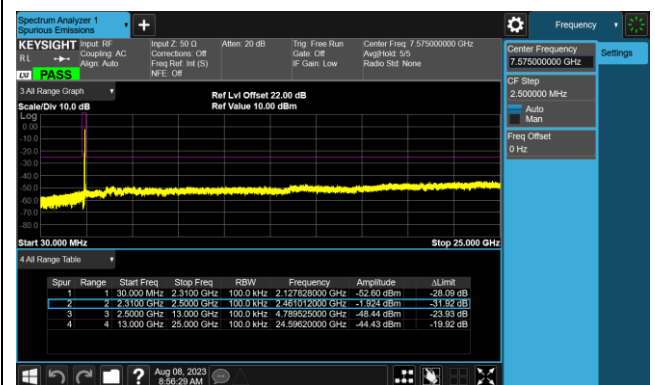 Spectrum Analyzer 1
Spurious Emissions
Frequency
KEYSIGHT Input: RF Input Z: 50 Ω Atten: 20 dB Trig: Free Run Center Freq: 7.575000000 GHz
RL Coupling: AC Corrections: Off Gate: Off Avg|Hold: 5/5
Align: Auto Freq Ref: Int (S) IF Gain: Low Radio Std: None
NFE: Off
LXI PASS
Center Frequency
7.575000000 GHz
Settings
CF Step
2.500000 MHz
Auto
Man
Freq Offset
0 Hz
3 All Range Graph
Ref Lvl Offset 22.00 dB
Scale/Div 10.0 dB Ref Value 10.00 dBm
Log
0.00
-10.0
-20.0
-30.0
-40.0
-50.0
-60.0
-70.0
-80.0
Start 30.000 MHz Stop 25.000 GHz
4 All Range Table
Spur Range Start Freq Stop Freq RBW Frequency Amplitude ΔLimit
1 1 30.000 MHz 2.3100 GHz 100.0 kHz 2.127828000 GHz -52.60 dBm -28.09 dB
2 2 2.3100 GHz 2.5000 GHz 100.0 kHz 2.461012000 GHz -1.924 dBm -31.92 dB
3 3 2.5000 GHz 13.000 GHz 100.0 kHz 4.789525000 GHz -48.44 dBm -23.93 dB
4 4 13.000 GHz 25.000 GHz 100.0 kHz 24.59620000 GHz -44.43 dBm -19.92 dB
? Aug 08, 2023
8:56:29 AM